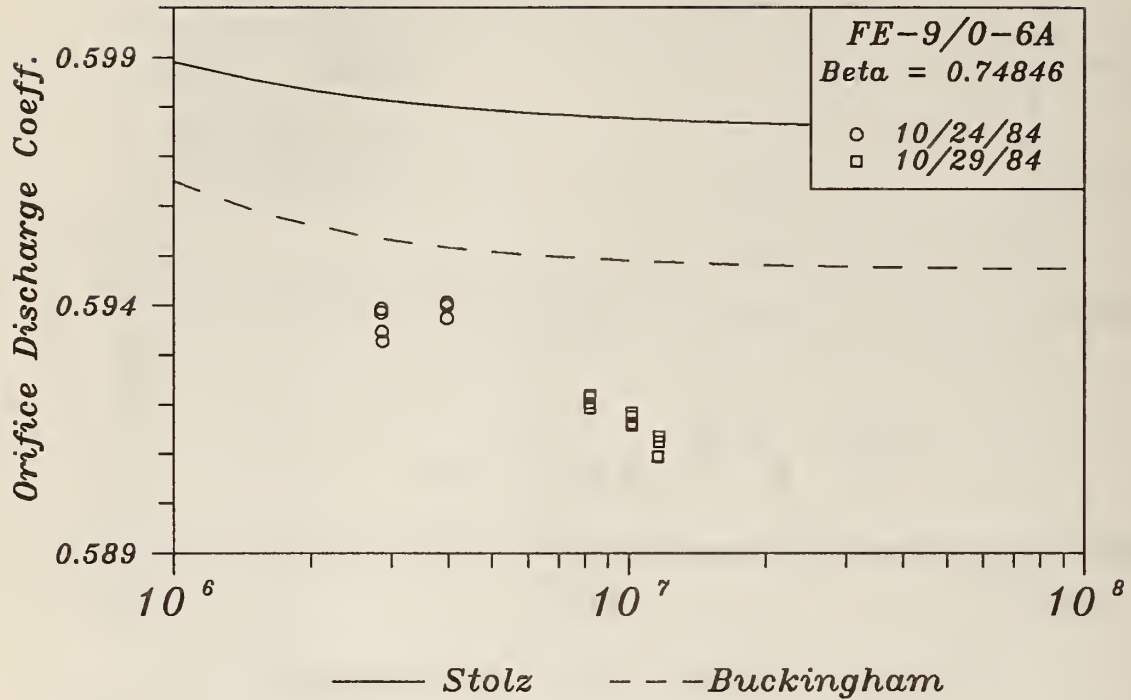 FE-9/0-6A
Beta = 0.74846
10/24/84
10/29/84
Orifice Discharge Coeff.
0.599
0.594
0.589
10 6
10 7
10 8
Stolz
Buckingham